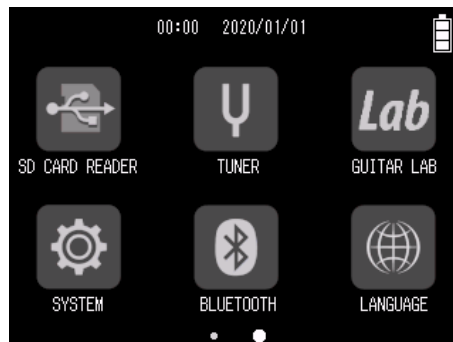 00:00 2020/01/01
Lab
SD CARD READER TUNER GUITAR LAB
SYSTEM BLUETOOTH LANGUAGE